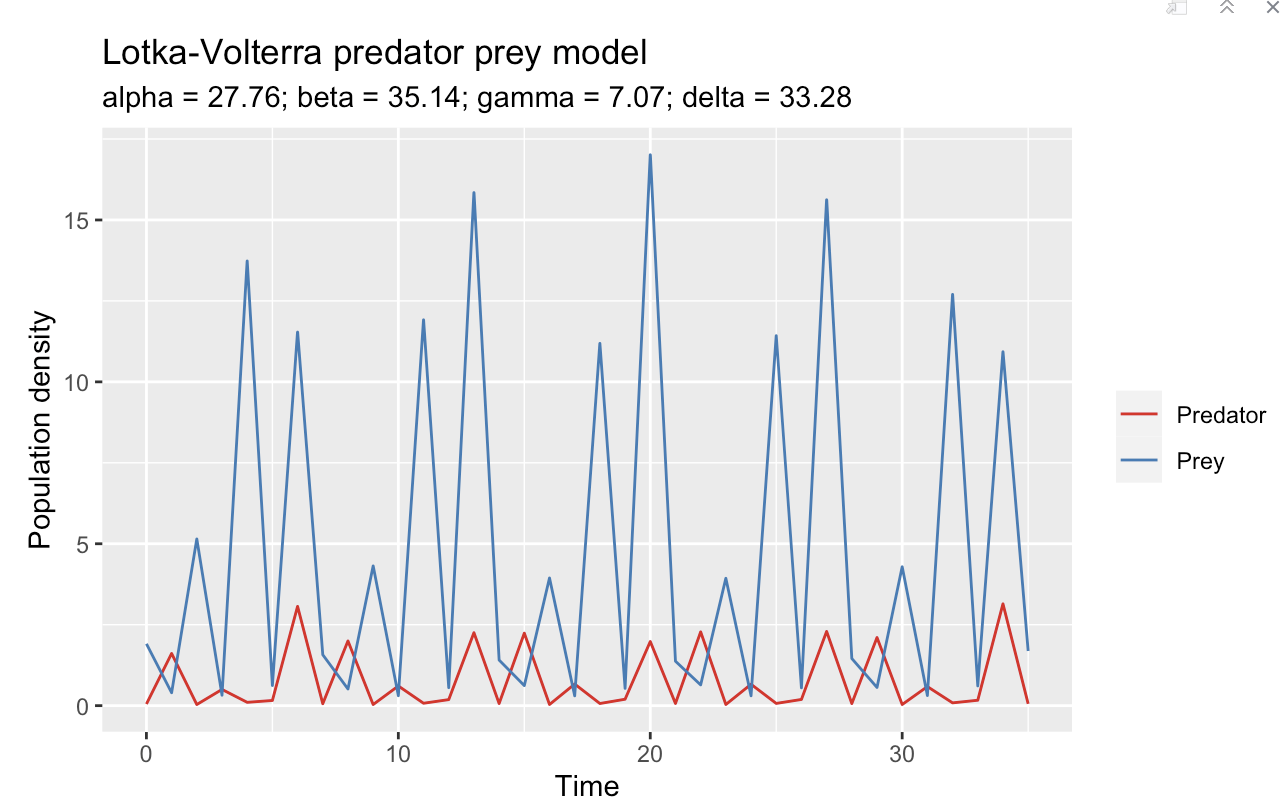 Lotka-Volterra predator prey model
alpha = 27.76; beta = 35.14; gamma = 7.07; delta = 33.28
Population density
15
10
5
0
0 10 20 30
Time
Predator
Prey